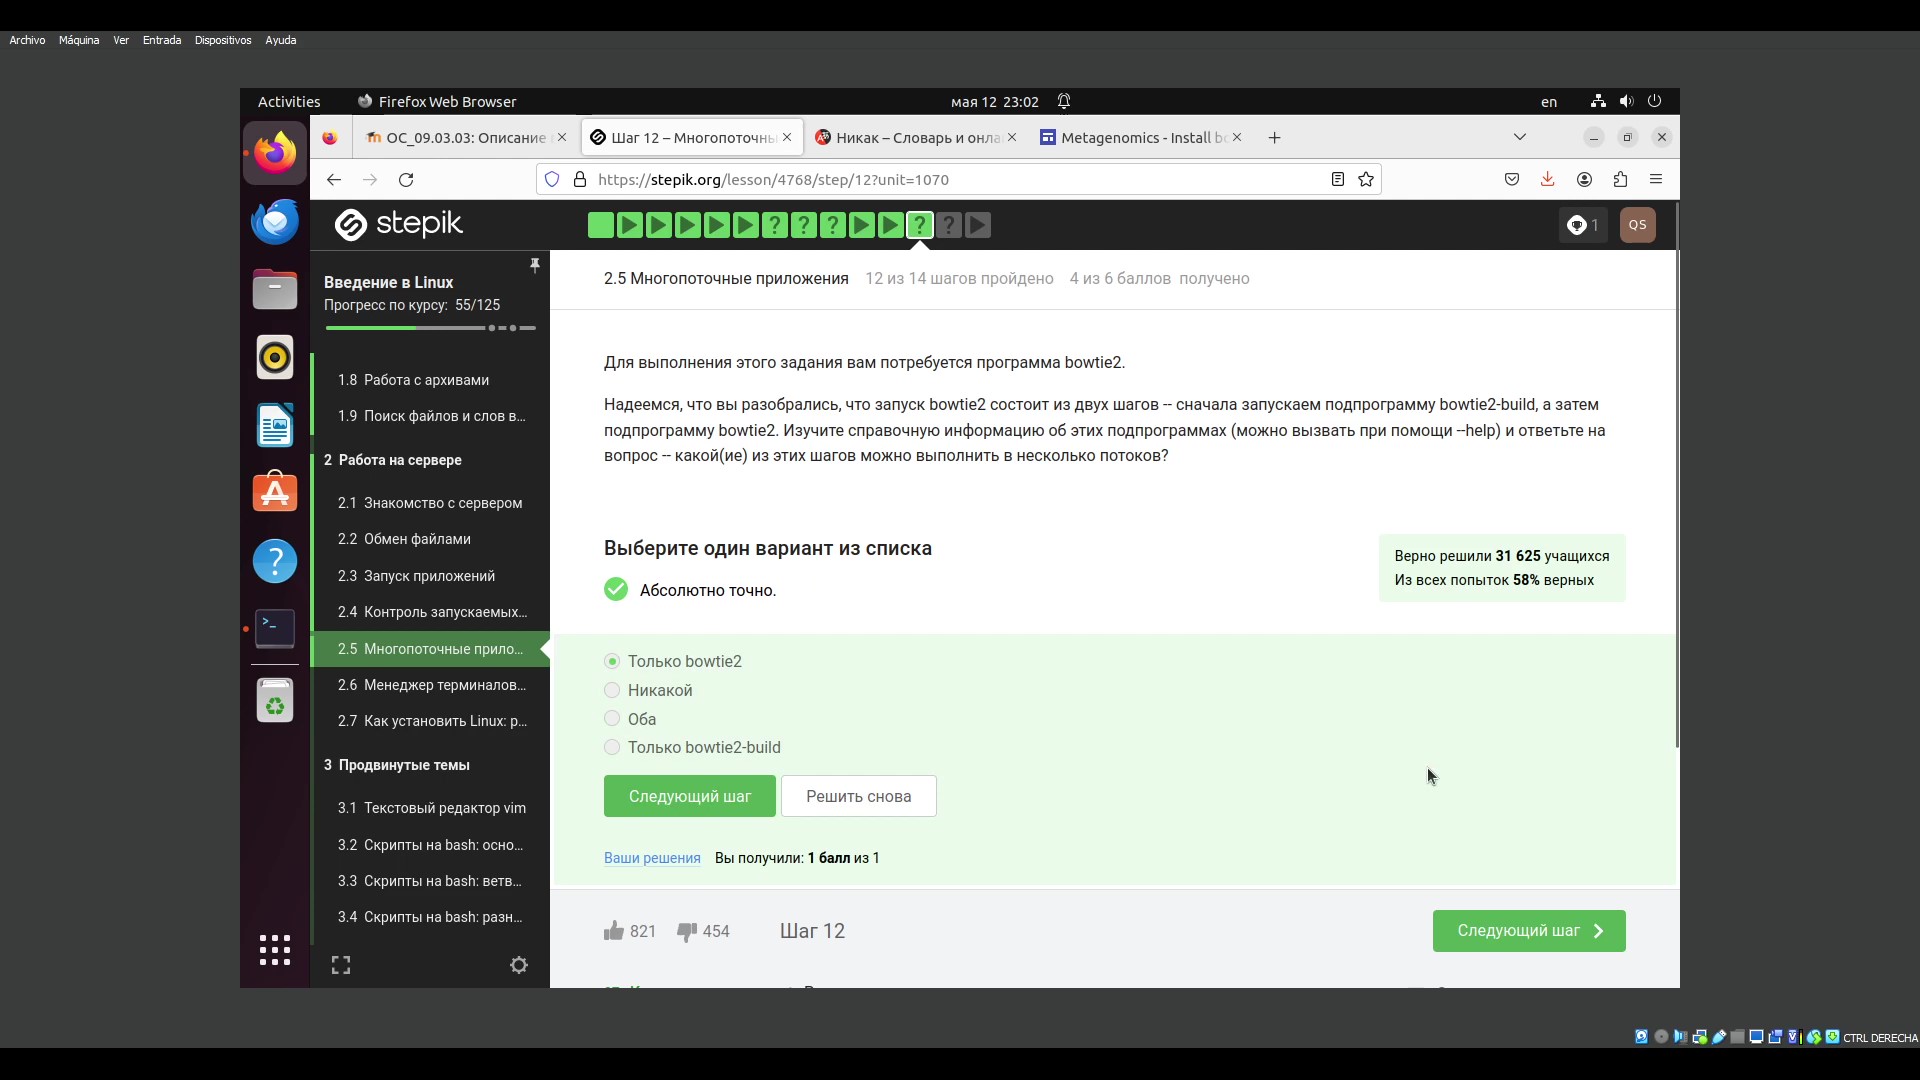 Archivo Máquina Ver Entrada Dispositivos Ayuda
Activities Firefox Web Browser мая 12 23:02 en
ОС_09.03.03: Описание Шаг 12 – Многопоточны Никак – Словарь и онла Metagenomics - Install bo
https://stepik.org/lesson/4768/step/12?unit=1070
stepik ? ? ? ? ? 1 QS
Введение в Linux
Прогресс по курсу: 55/125
1.8 Работа с архивами
1.9 Поиск файлов и слов в...
2 Работа на сервере
2.1 Знакомство с сервером
2.2 Обмен файлами
2.3 Запуск приложений
2.4 Контроль запускаемых...
2.5 Многопоточные прило...
2.6 Менеджер терминалов...
2.7 Как установить Linux: р...
3 Продвинутые темы
3.1 Текстовый редактор vim
3.2 Скрипты на bash: осно...
3.3 Скрипты на bash: ветв...
3.4 Скрипты на bash: разн...
2.5 Многопоточные приложения 12 из 14 шагов пройдено 4 из 6 баллов получено
Для выполнения этого задания вам потребуется программа bowtie2.
Надеемся, что вы разобрались, что запуск bowtie2 состоит из двух шагов -- сначала запускаем подпрограмму bowtie2-build, а затем
подпрограмму bowtie2. Изучите справочную информацию об этих подпрограммах (можно вызвать при помощи --help) и ответьте на
вопрос -- какой(ие) из этих шагов можно выполнить в несколько потоков?
Выберите один вариант из списка
Абсолютно точно.
Верно решили 31 625 учащихся
Из всех попыток 58% верных
Только bowtie2
Никакой
Оба
Только bowtie2-build
Следующий шаг Решить снова
Ваши решения Вы получили: 1 балл из 1
821 454 Шаг 12 Следующий шаг
CTRL DERECHA